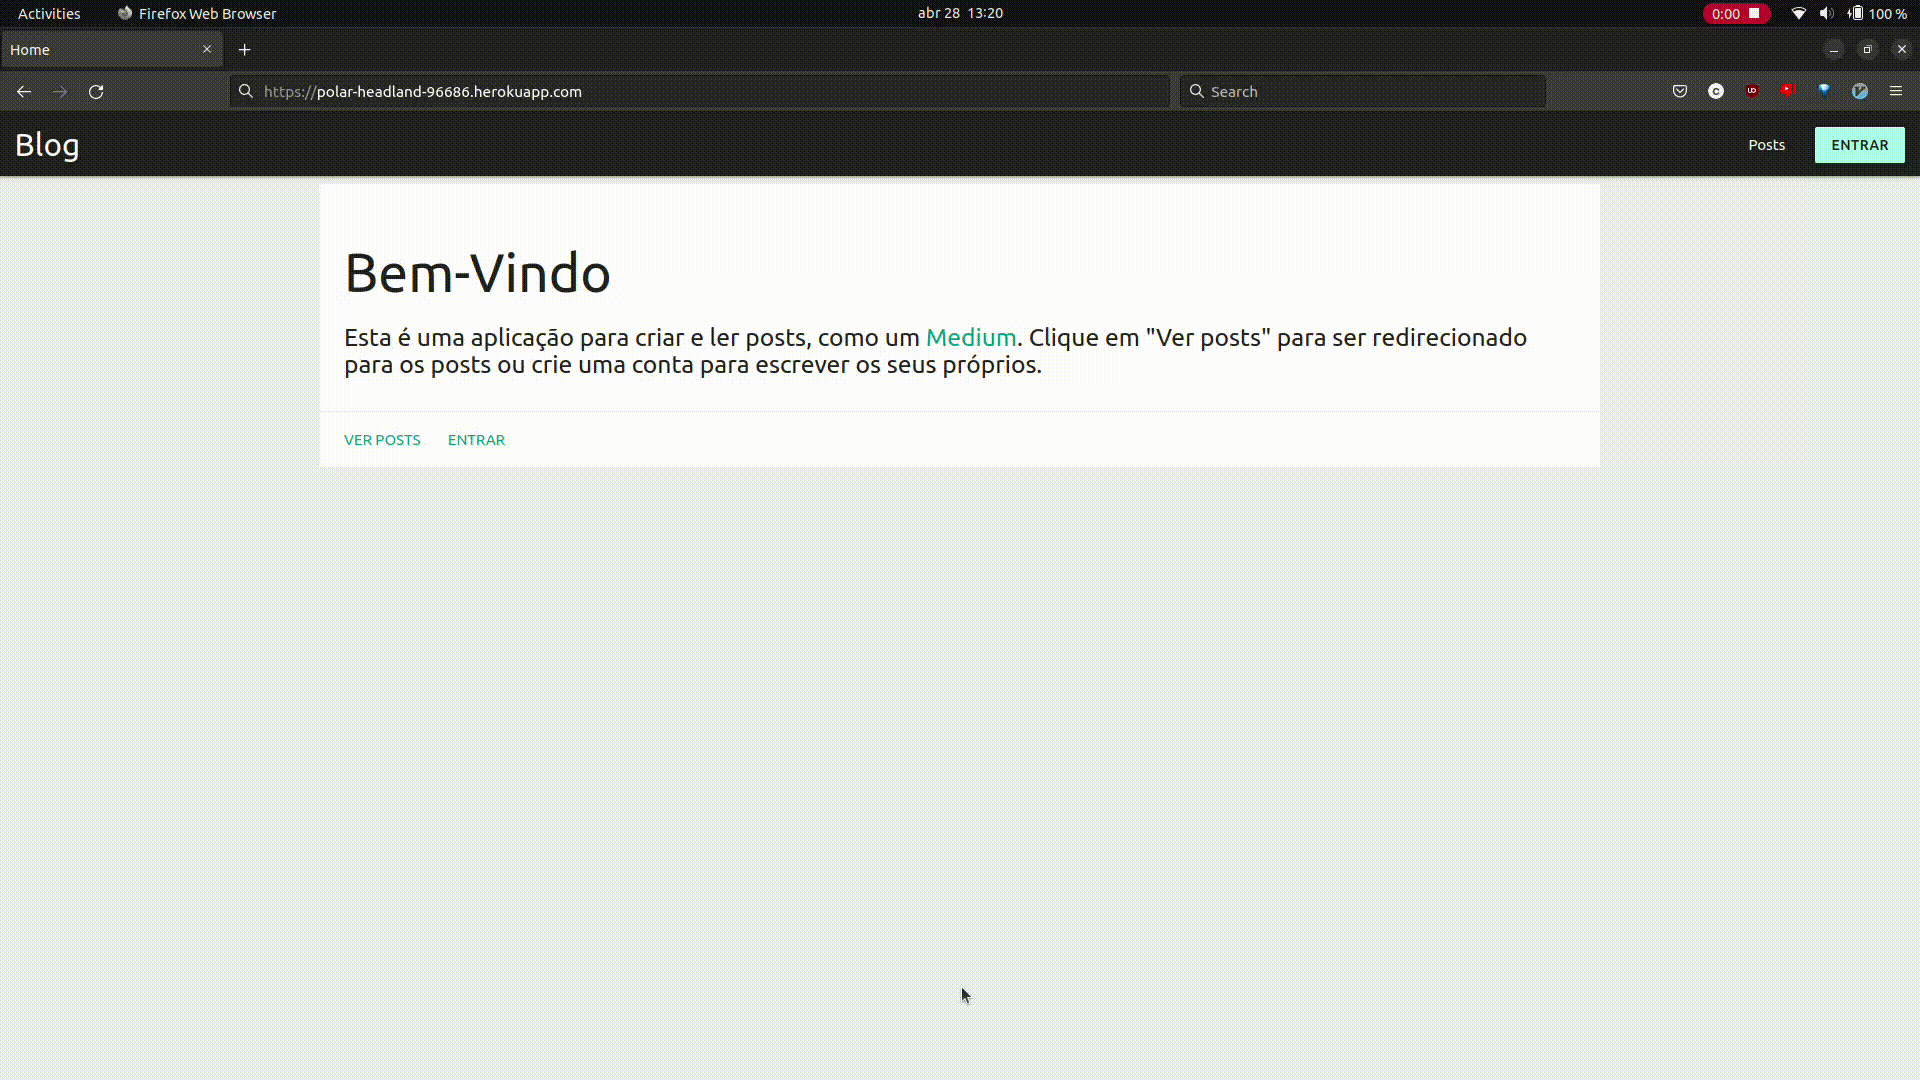 Activities
Firefox Web Browser
abr 28 13:20
0:00
100 %
Home
https://polar-headland-96686.herokuapp.com
Search
Blog
Posts
ENTRAR
Bem-Vindo
Esta é uma aplicação para criar e ler posts, como um Medium. Clique em "Ver posts" para ser redirecionado
para os posts ou crie uma conta para escrever os seus próprios.
VER POSTS ENTRAR